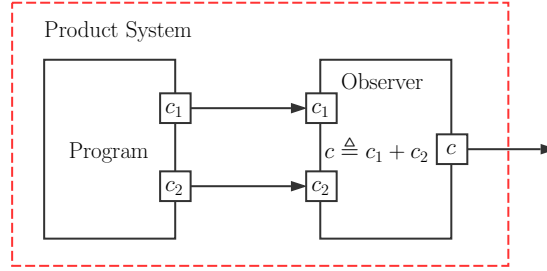 Product System
Observer
c₁
c₁
Program
c ≜ c₁ + c₂
c
c₂
c₂